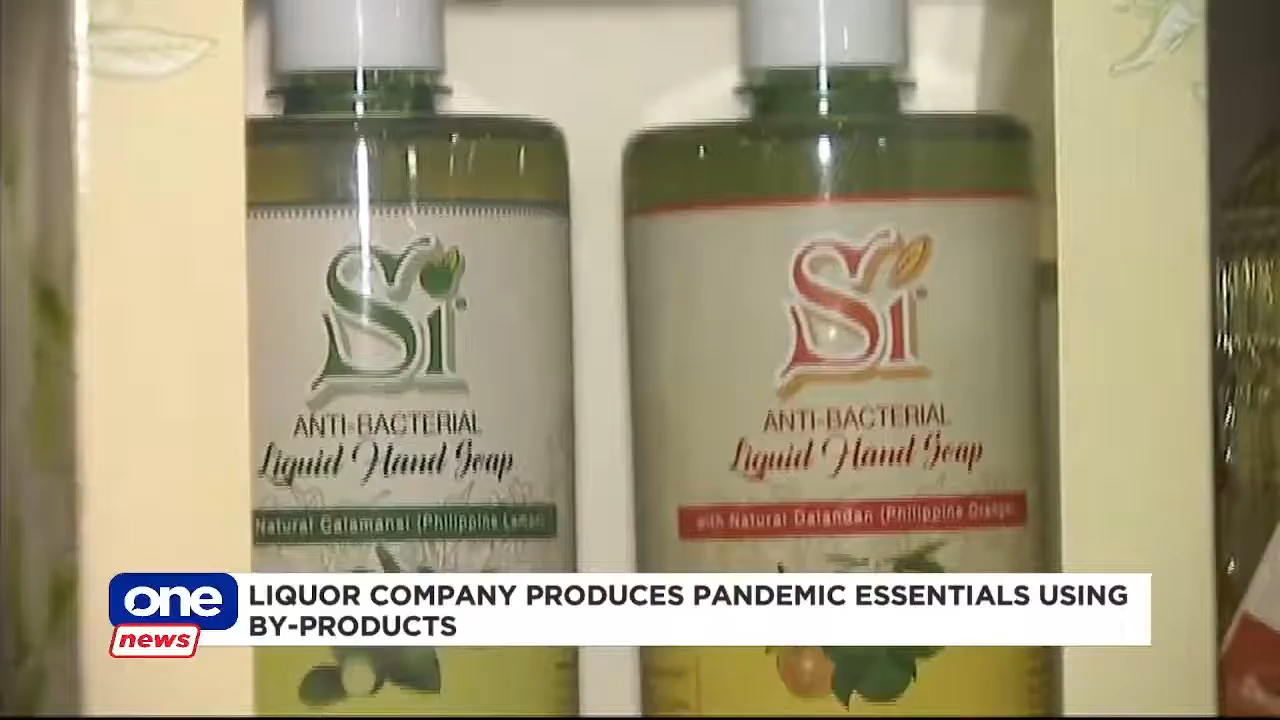 Si
ANTI-BACTERIAL
Liquid Hand Soap
Natural Calamansi (Philippine Lemon)
Si
ANTI-BACTERIAL
Liquid Hand Soap
with Natural Dalandan (Philippine Orange)
one
news
LIQUOR COMPANY PRODUCES PANDEMIC ESSENTIALS USING
BY-PRODUCTS